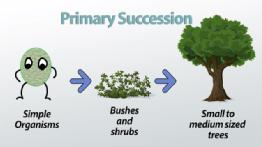 Primary Succession
Simple
Organisms
Bushes
and
shrubs
Small to
medium sized
trees